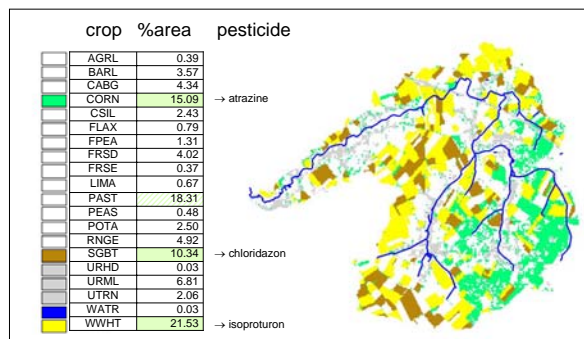 crop %area pesticide
AGRL 0.39
BARL 3.57
CABG 4.34
CORN 15.09 → atrazine
CSIL 2.43
FLAX 0.79
FPEA 1.31
FRSD 4.02
FRSE 0.37
LIMA 0.67
PAST 18.31
PEAS 0.48
POTA 2.50
RNGE 4.92
SGBT 10.34 → chloridazon
URHD 0.03
URML 6.81
UTRN 2.06
WATR 0.03
WWHT 21.53 → isoproturon